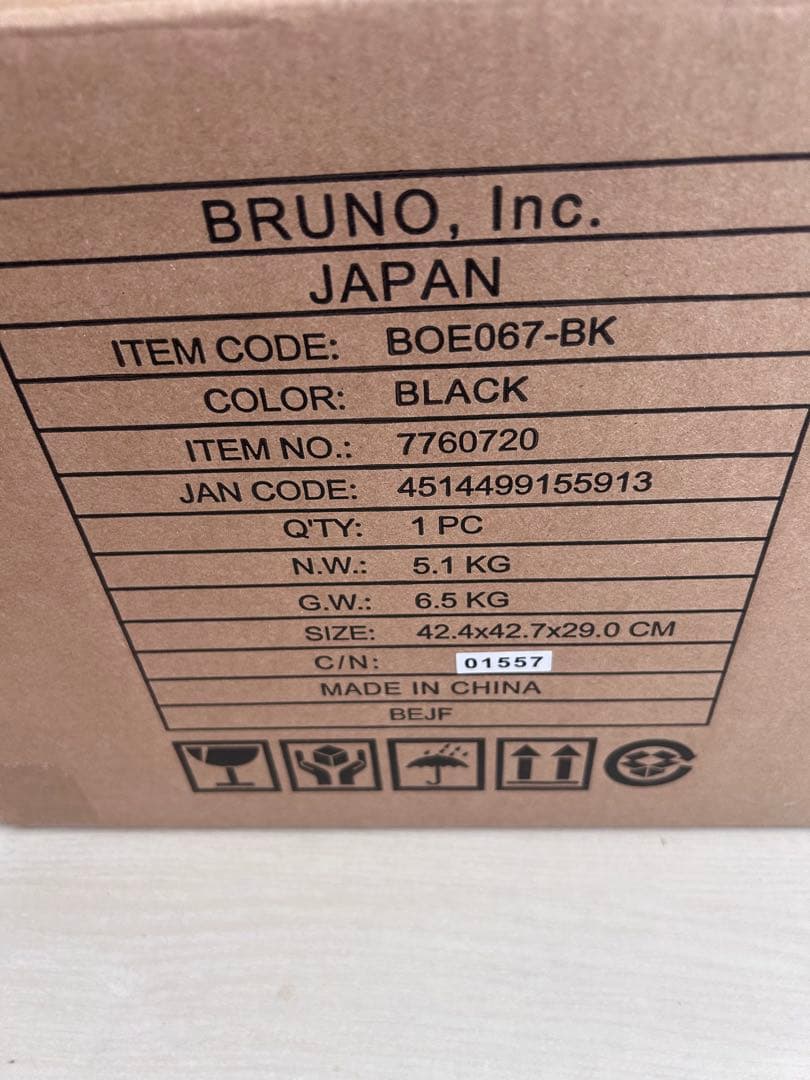 BRUNO, Inc.
JAPAN
ITEM CODE: BOE067-BK
COLOR: BLACK
ITEM NO.: 7760720
JAN CODE: 4514499155913
Q'TY: 1 PC
N.W.: 5.1 KG
G.W.: 6.5 KG
SIZE: 42.4x42.7x29.0 CM
C/N: 01557
MADE IN CHINA
BEJF